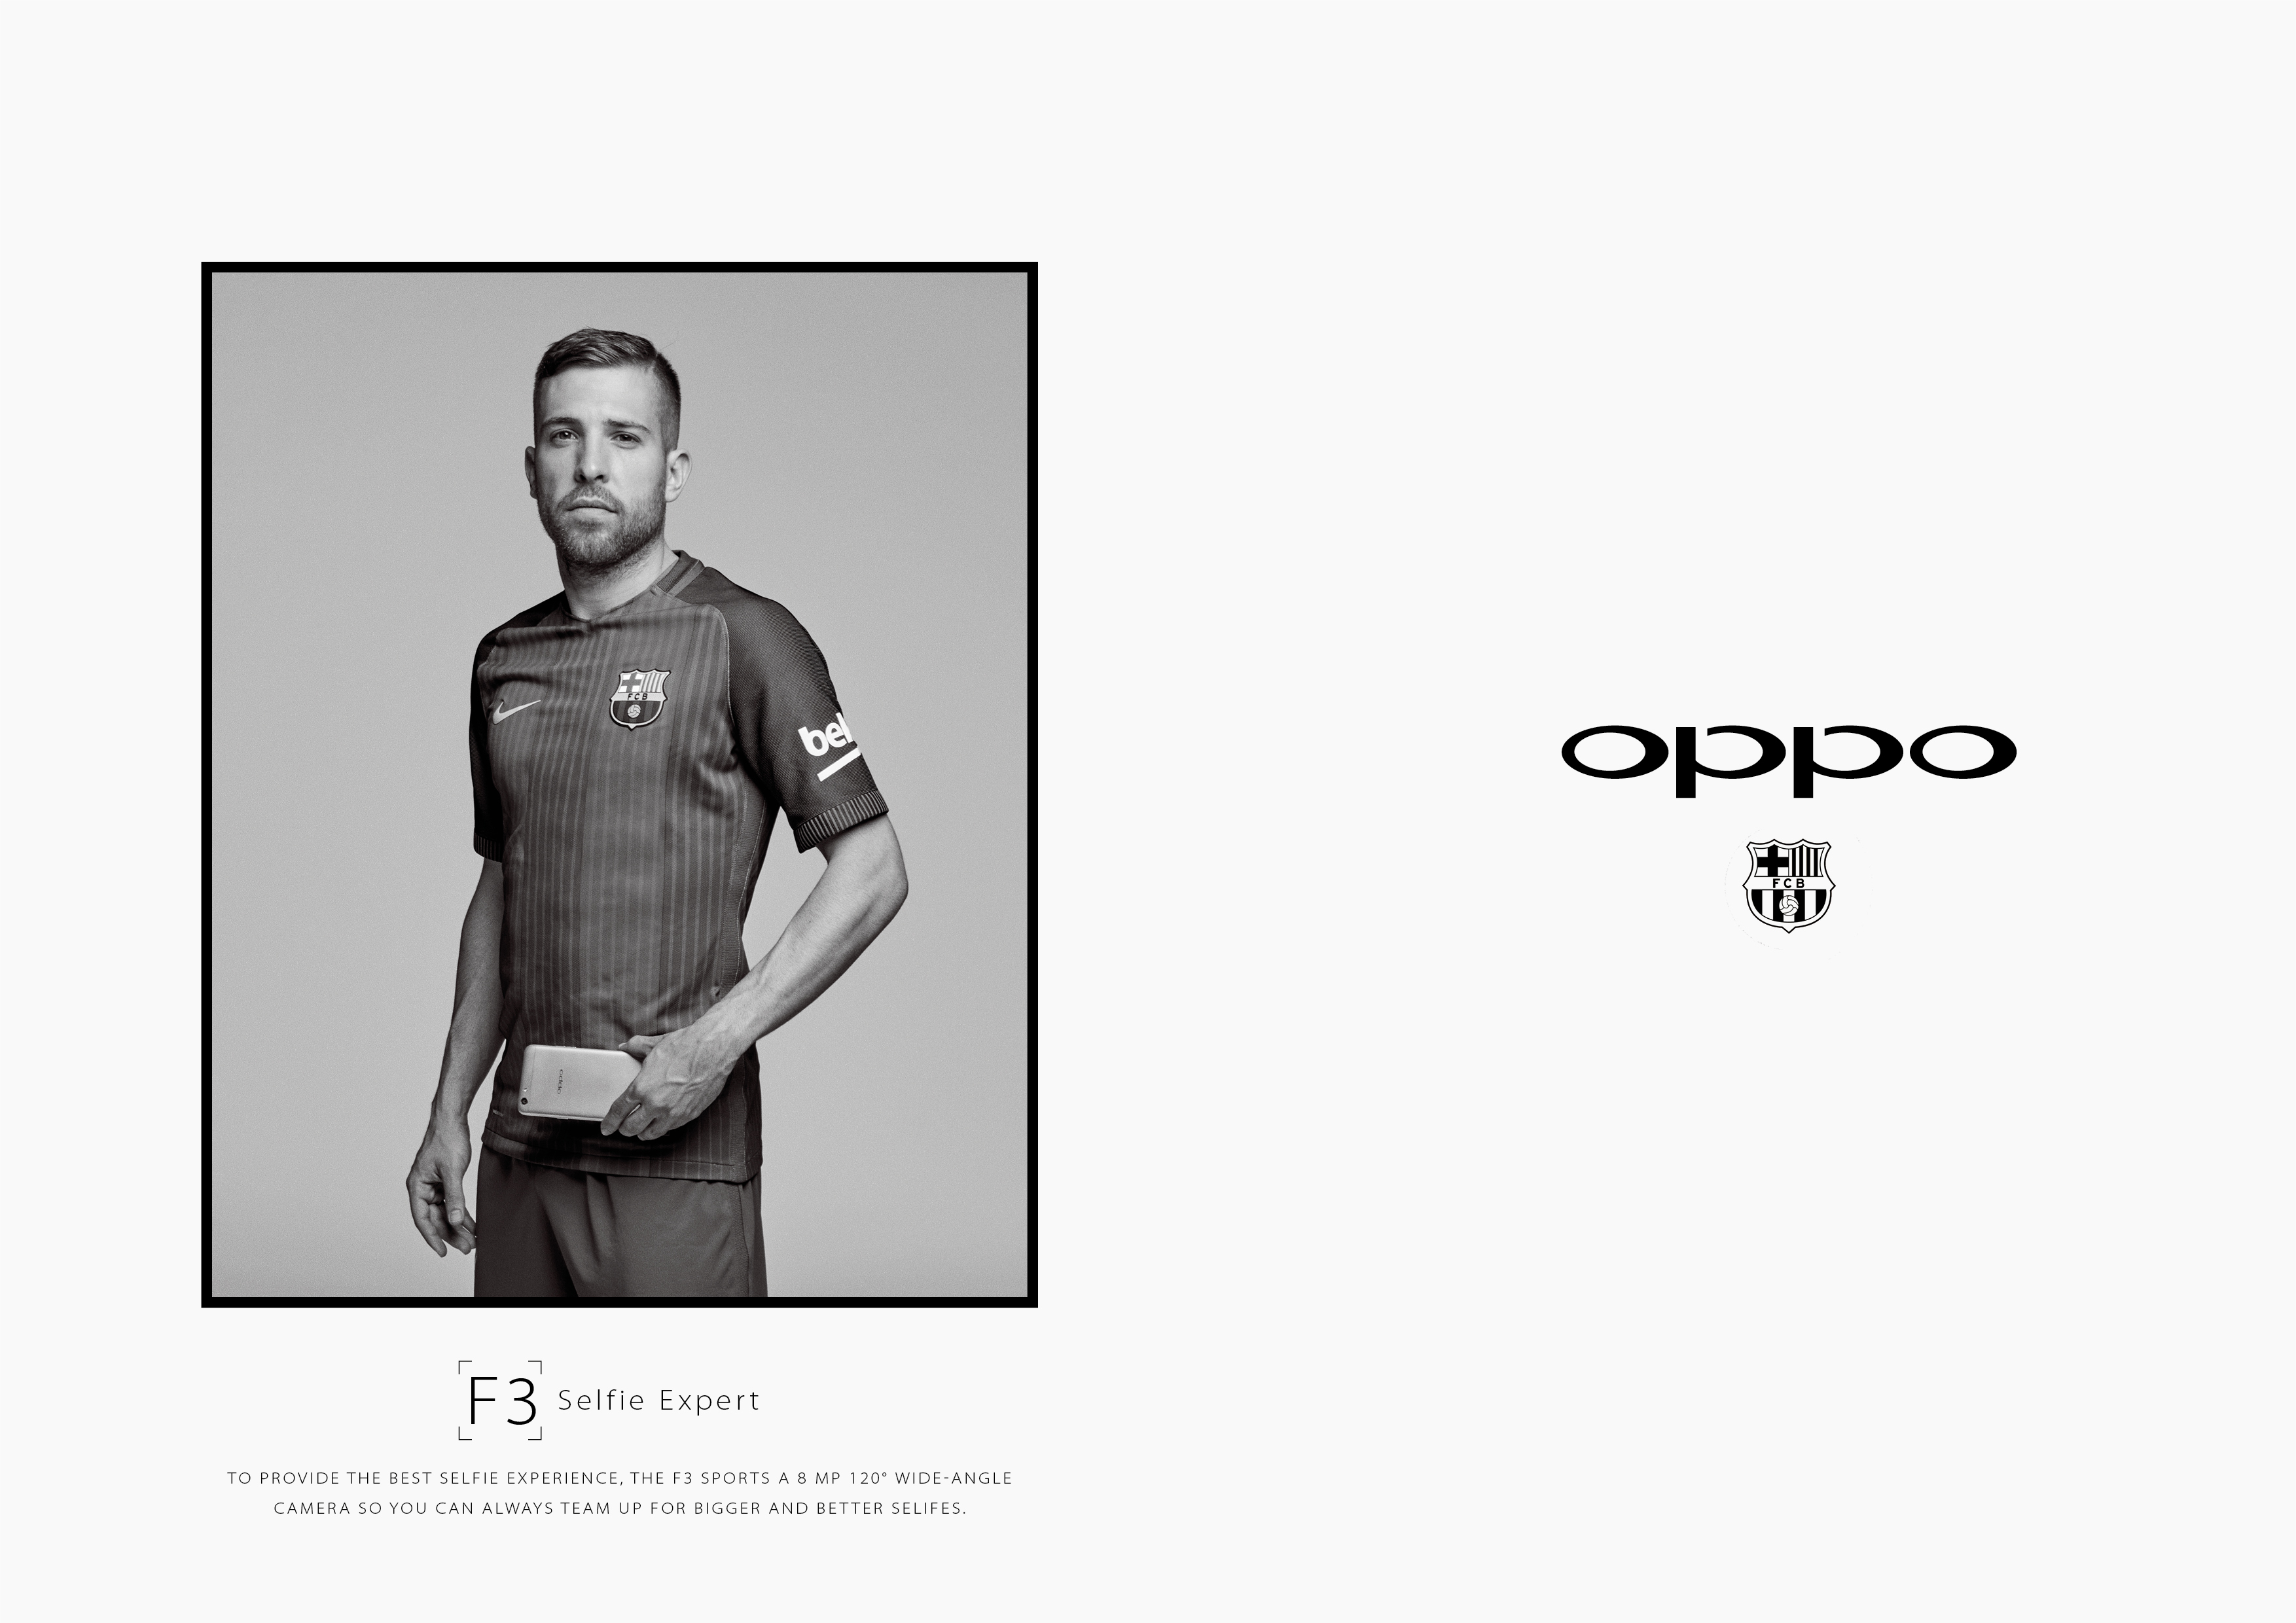 FCB
bei
oppo
F3 Selfie Expert
TO PROVIDE THE BEST SELFIE EXPERIENCE, THE F3 SPORTS A 8 MP 120° WIDE-ANGLE
CAMERA SO YOU CAN ALWAYS TEAM UP FOR BIGGER AND BETTER SELIFES.
oppo
FCB